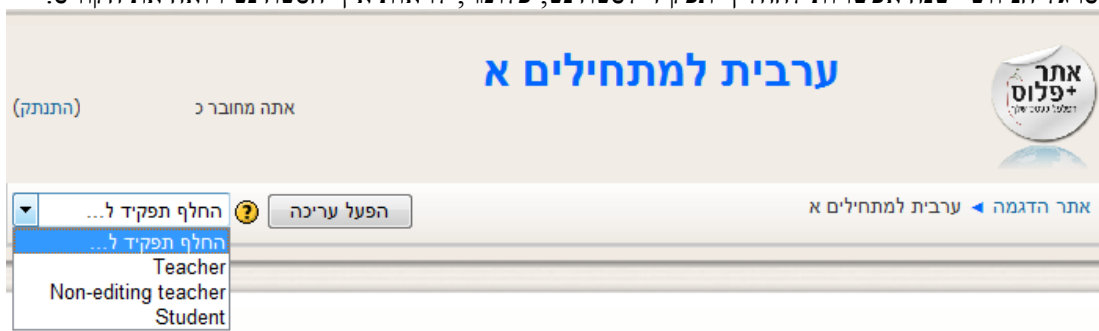 ערבית למתחילים א
אתר
פלוס+
אתה מחובר כ
(התנתק)
אתר הדגמה ◄ ערבית למתחילים א
הפעל עריכה
?
החלף תפקיד ל...
החלף תפקיד ל...
Teacher
Non-editing teacher
Student